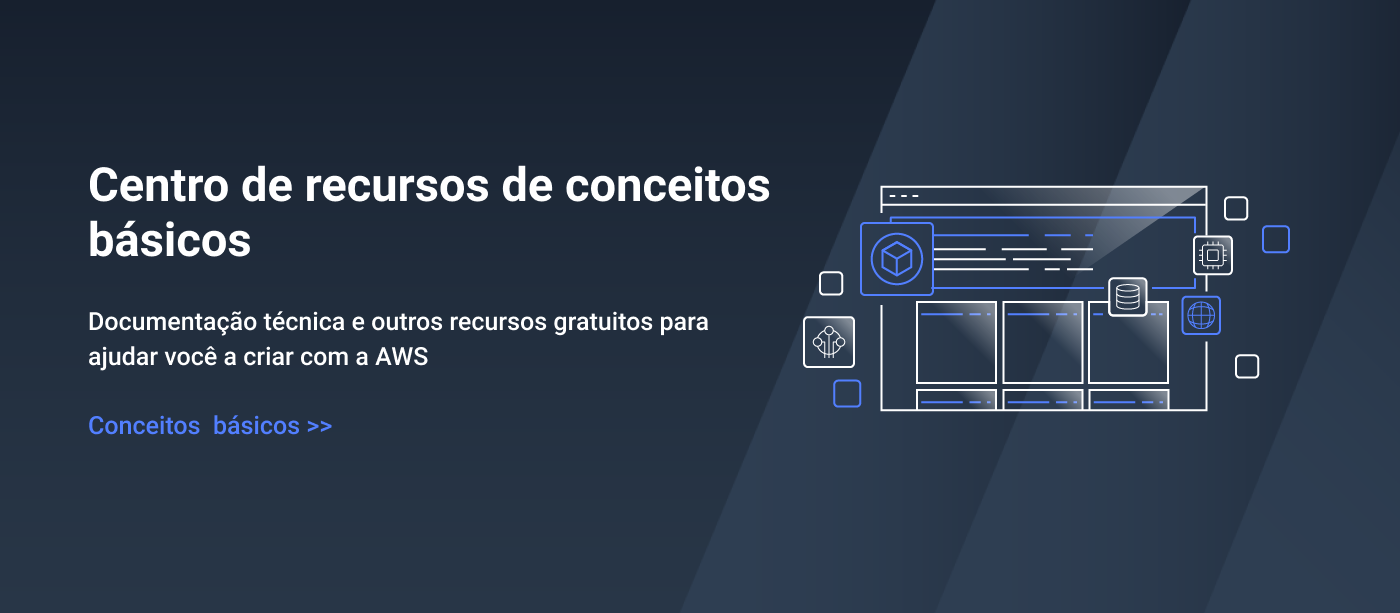 Centro de recursos de conceitos
básicos
Documentação técnica e outros recursos gratuitos para
ajudar você a criar com a AWS
Conceitos  básicos >>